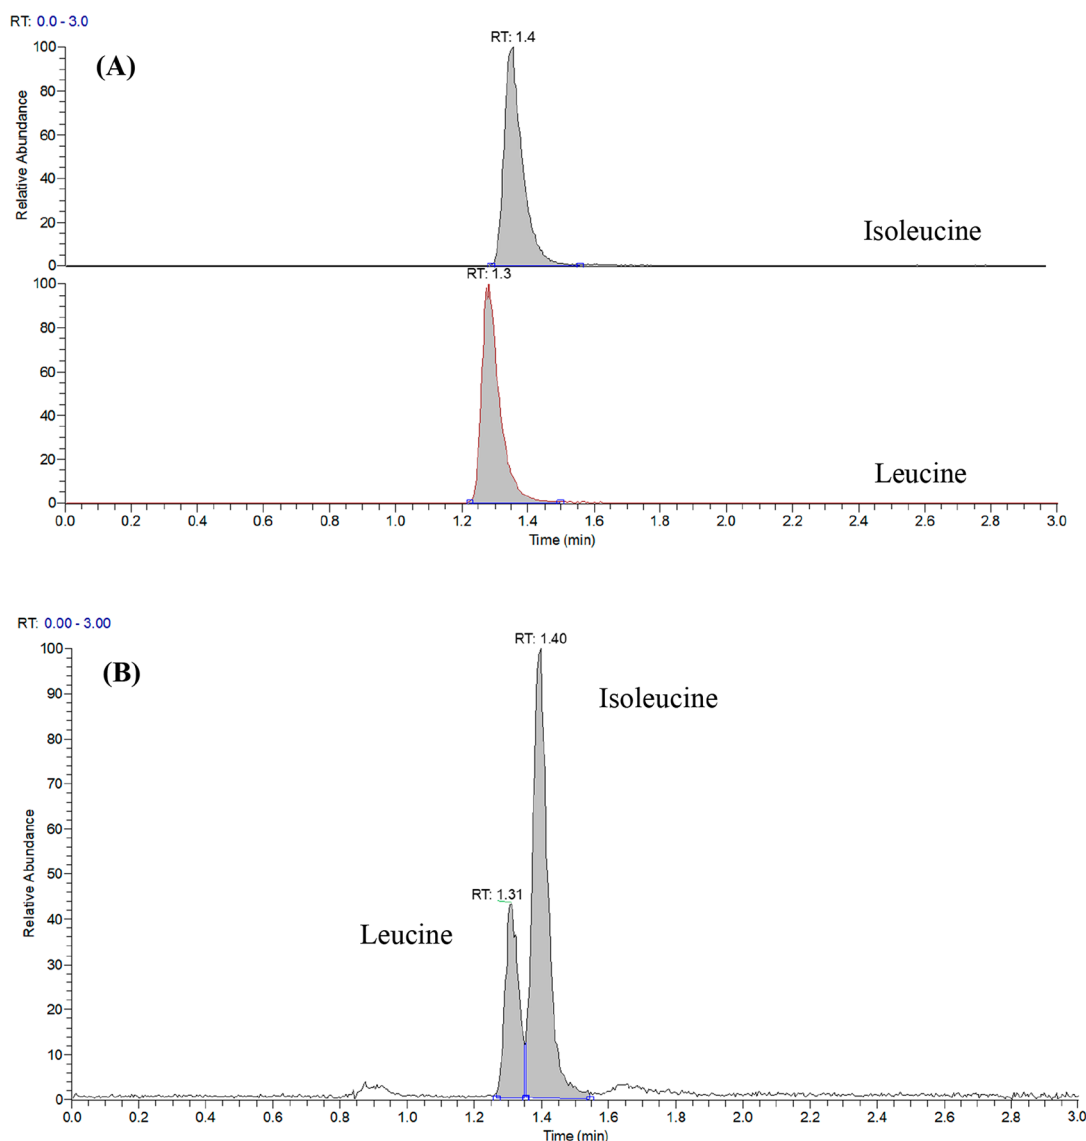 RT: 0.0 - 3.0
(A)
RT: 1.4
100
80
60
40
20
0
Relative Abundance
Isoleucine
RT: 1.3
100
80
60
40
20
0
Relative Abundance
Leucine
0.0 0.2 0.4 0.6 0.8 1.0 1.2 1.4 1.6 1.8 2.0 2.2 2.4 2.6 2.8 3.0
Time (min)
RT: 0.00 - 3.00
(B)
RT: 1.40
Isoleucine
100
90
80
70
60
50
40
30
20
10
0
Relative Abundance
RT: 1.31
Leucine
0.0 0.2 0.4 0.6 0.8 1.0 1.2 1.4 1.6 1.8 2.0 2.2 2.4 2.6 2.8 3.0
Time (min)